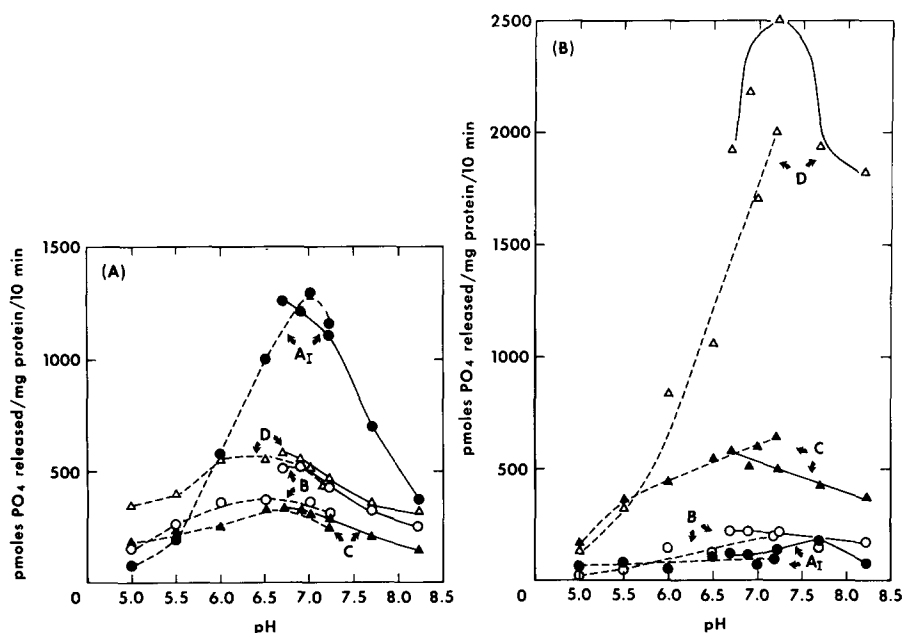 (A)
pmoles PO4 released/mg protein/10 min
1500
1000
500
0
AI
D
B
C
5.0 5.5 6.0 6.5 7.0 7.5 8.0 8.5
pH
(B)
pmoles PO4 released/mg protein/10 min
2500
2000
1500
1000
500
0
D
C
B
AI
5.0 5.5 6.0 6.5 7.0 7.5 8.0 8.5
pH